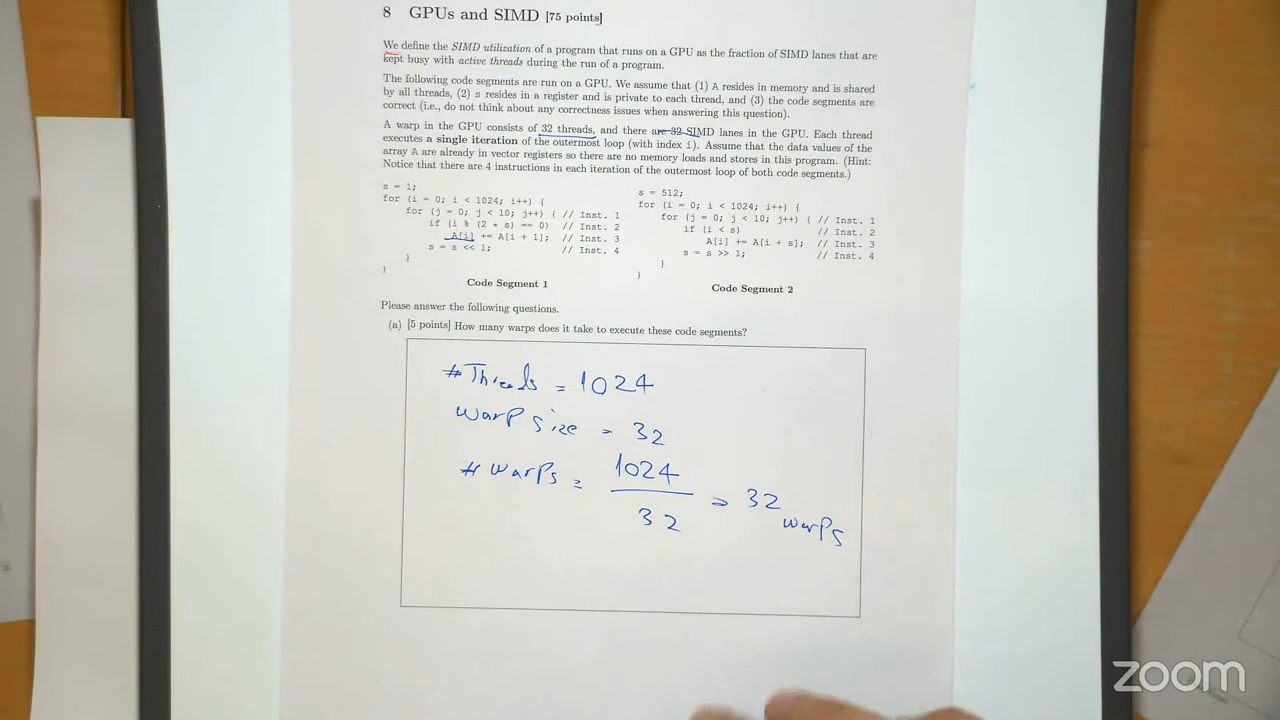 8 GPUs and SIMD [75 points]
We define the SIMD utilization of a program that runs on a GPU as the fraction of SIMD lanes that are
kept busy with active threads during the run of a program.
The following code segments are run on a GPU. We assume that (1) A resides in memory and is shared
by all threads, (2) s resides in a register and is private to each thread, and (3) the code segments are
correct (i.e., do not think about any correctness issues when answering this question).
A warp in the GPU consists of 32 threads, and there are 32 SIMD lanes in the GPU. Each thread
executes a single iteration of the outermost loop (with index i). Assume that the data values of the
array A are already in vector registers so there are no memory loads and stores in this program. (Hint:
Notice that there are 4 instructions in each iteration of the outermost loop of both code segments.)
s = 1;
for (i = 0; i < 1024; i++) {
for (j = 0; j < 10; j++) { // Inst. 1
if (i % (2 * s) == 0) // Inst. 2
A[i] += A[i + 1]; // Inst. 3
s = s << 1; // Inst. 4
}
}
Code Segment 1
s = 512;
for (i = 0; i < 1024; i++) {
for (j = 0; j < 10; j++) { // Inst. 1
if (i < s) // Inst. 2
A[i] += A[i + s]; // Inst. 3
s = s >> 1; // Inst. 4
}
}
Code Segment 2
Please answer the following questions.
(a) [5 points] How many warps does it take to execute these code segments?
# Threads = 1024
warp size = 32
# warps = 1024
32
= 32
warps
zoom